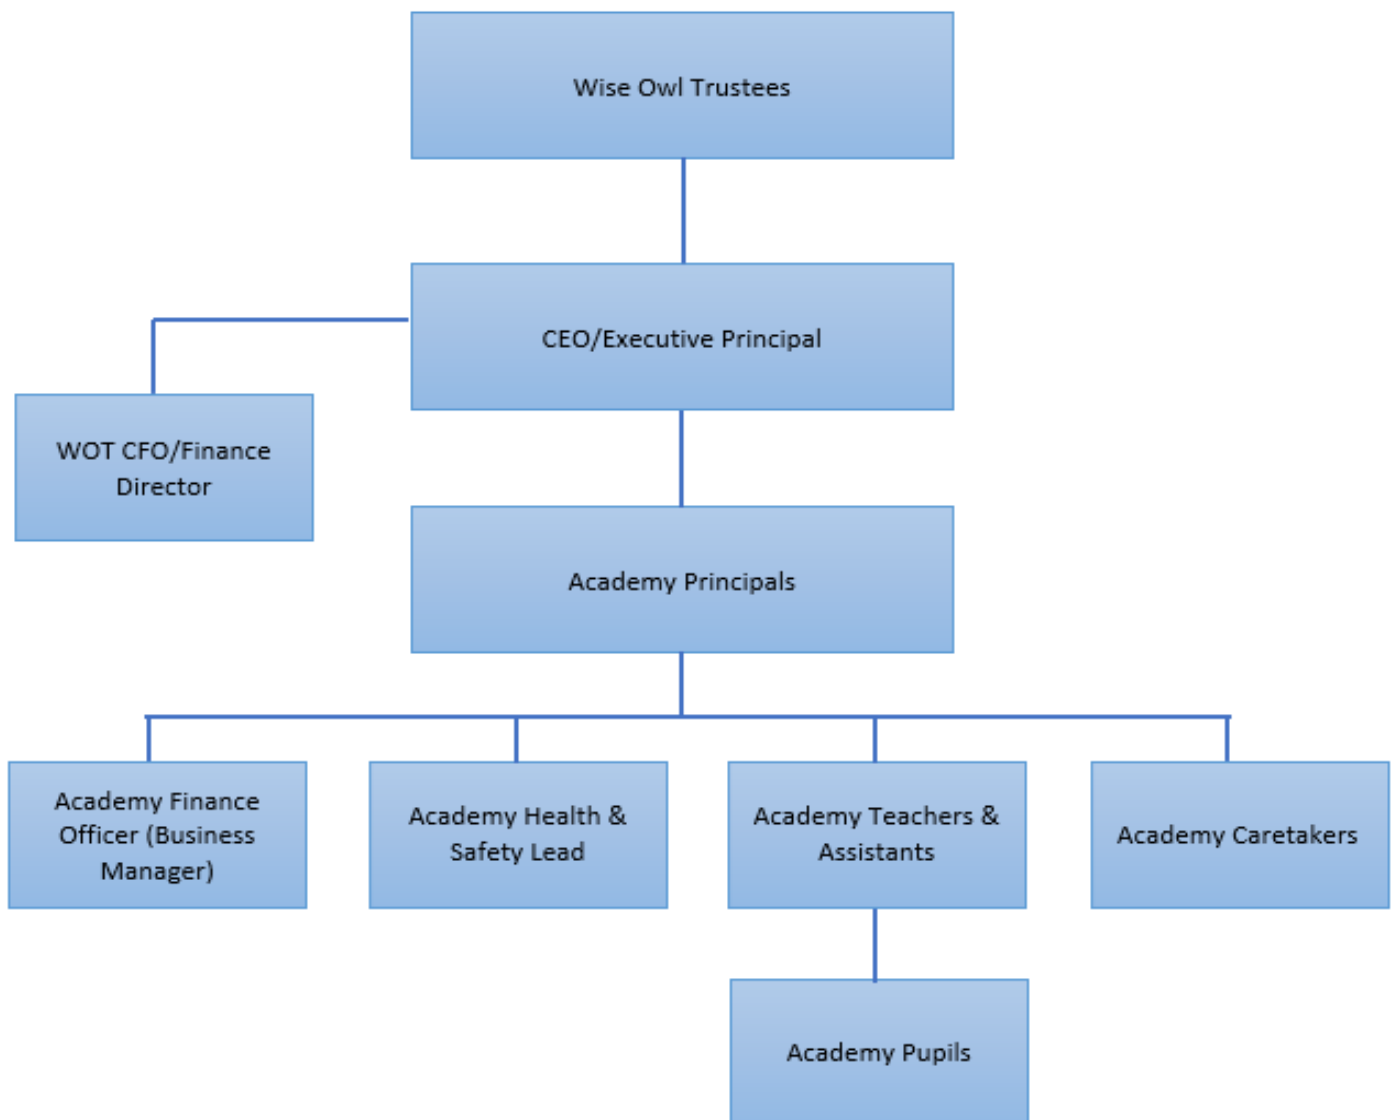 Wise Owl Trustees
CEO/Executive Principal
WOT CFO/Finance
Director
Academy Principals
Academy Finance
Officer (Business
Manager)
Academy Health &
Safety Lead
Academy Teachers &
Assistants
Academy Caretakers
Academy Pupils